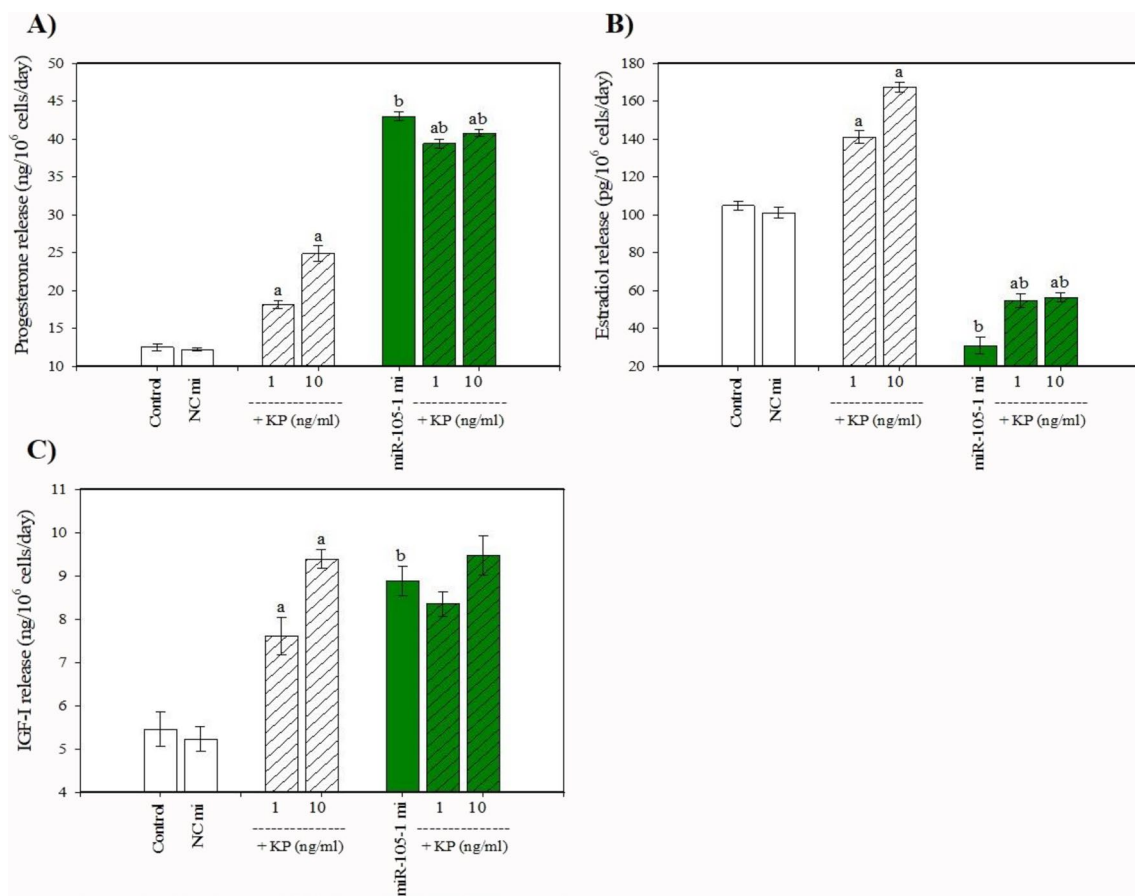 A)
Progesterone release (ng/10⁶ cells/day)
50
45
40
35
30
25
20
15
10
a
a
b
ab
ab
Control
NC mi
1
10
+ KP (ng/ml)
miR-105-1 mi
1
10
+ KP (ng/ml)
B)
Estradiol release (pg/10⁶ cells/day)
180
160
140
120
100
80
60
40
20
a
a
b
ab
ab
Control
NC mi
1
10
+ KP (ng/ml)
miR-105-1 mi
1
10
+ KP (ng/ml)
C)
IGF-I release (ng/10⁶ cells/day)
11
10
9
8
7
6
5
4
a
a
b
Control
NC mi
1
10
+ KP (ng/ml)
miR-105-1 mi
1
10
+ KP (ng/ml)